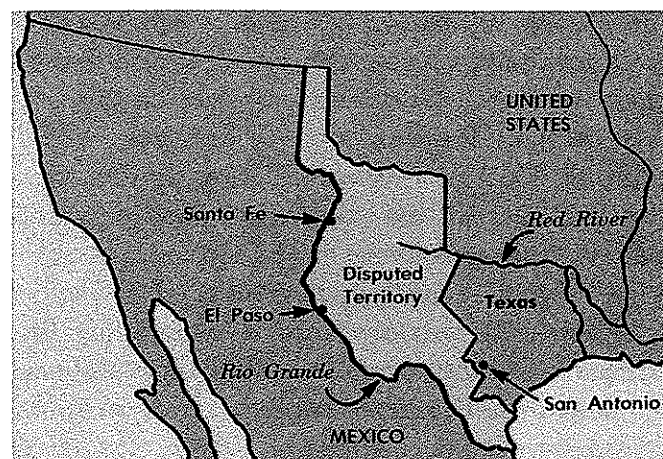 UNITED
STATES
Santa Fe
Red River
Disputed
Territory
Texas
El Paso
Rio Grande
San Antonio
MEXICO